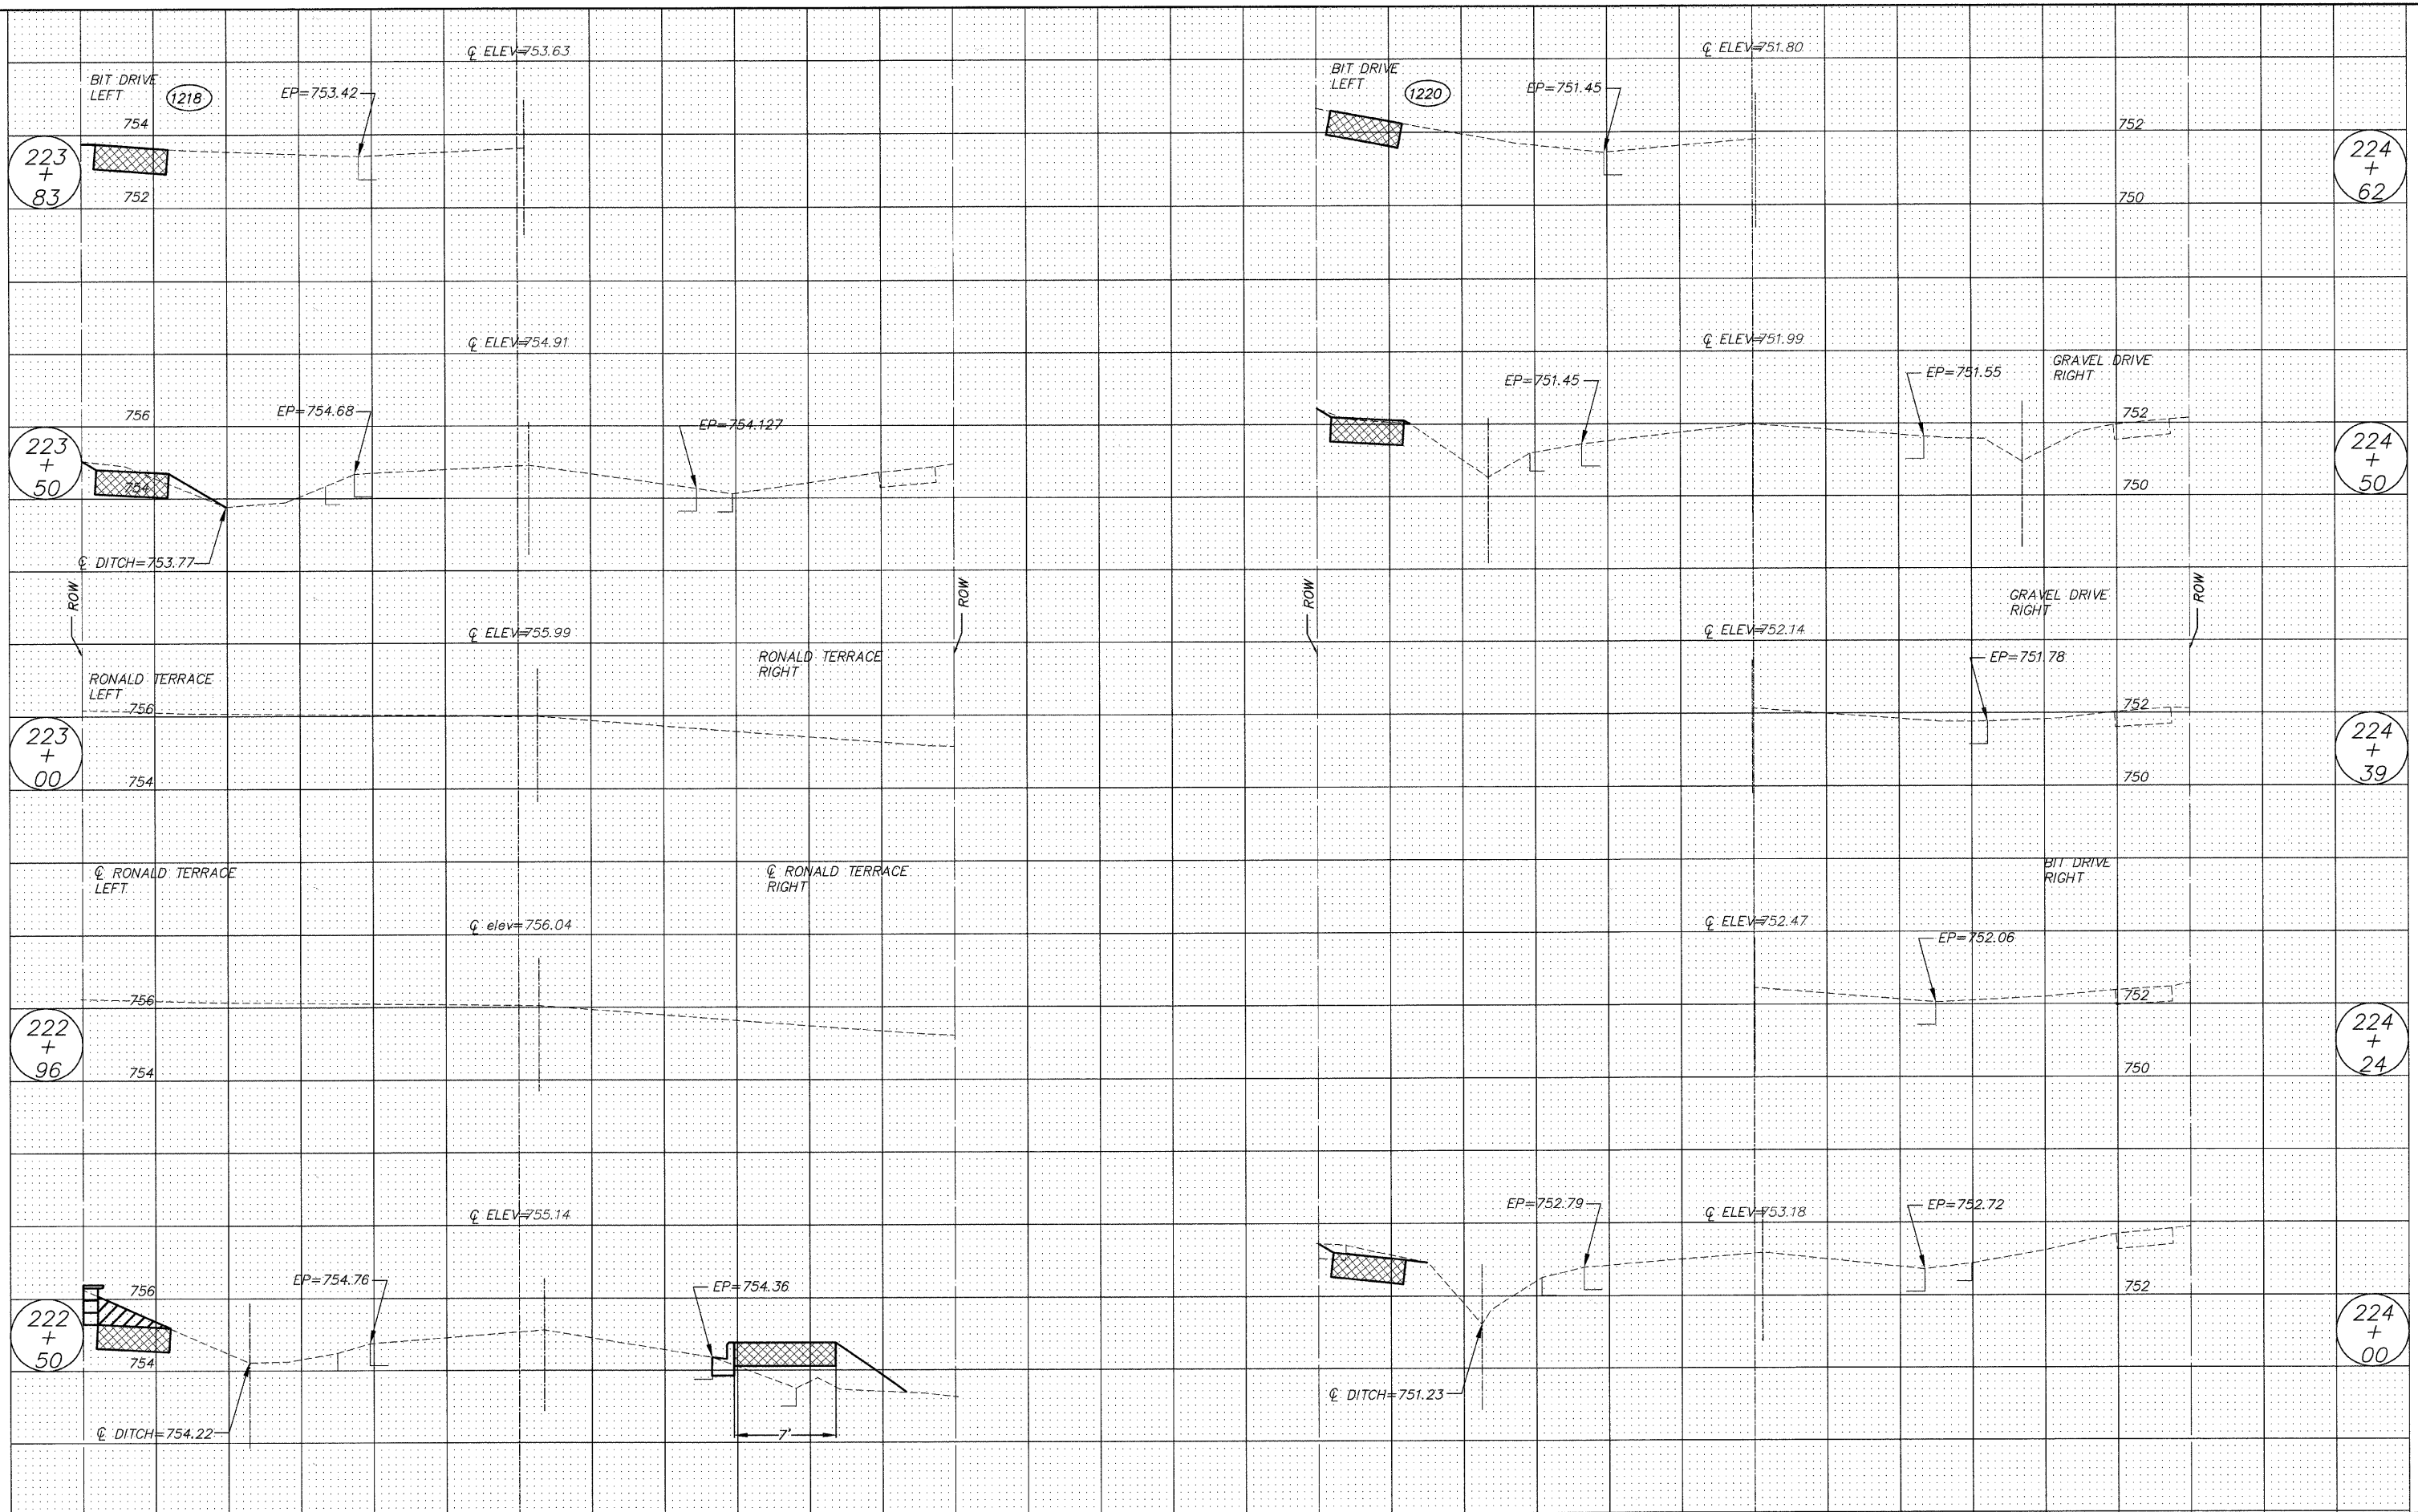 ℄ ELEV=753.63
BIT DRIVE
LEFT
1218
EP=753.42
754
223
+
83
752
℄ ELEV=754.91
756
EP=754.68
EP=754.127
223
+
50
754
℄ DITCH=753.77
ROW
ROW
℄ ELEV=755.99
RONALD TERRACE
RIGHT
RONALD TERRACE
LEFT
756
223
+
00
754
℄ RONALD TERRACE
LEFT
℄ RONALD TERRACE
RIGHT
℄ elev=756.04
756
222
+
96
754
℄ ELEV=755.14
756
EP=754.76
EP=754.36
222
+
50
754
℄ DITCH=754.22
7'
℄ ELEV=751.80
BIT DRIVE
LEFT
1220
EP=751.45
752
224
+
62
750
℄ ELEV=751.99
GRAVEL DRIVE
RIGHT
EP=751.45
EP=751.55
752
224
+
50
750
ROW
ROW
GRAVEL DRIVE
RIGHT
℄ ELEV=752.14
EP=751.78
752
224
+
39
750
BIT DRIVE
RIGHT
℄ ELEV=752.47
EP=752.06
752
224
+
24
750
EP=752.79
℄ ELEV=753.18
EP=752.72
752
224
+
00
℄ DITCH=751.23